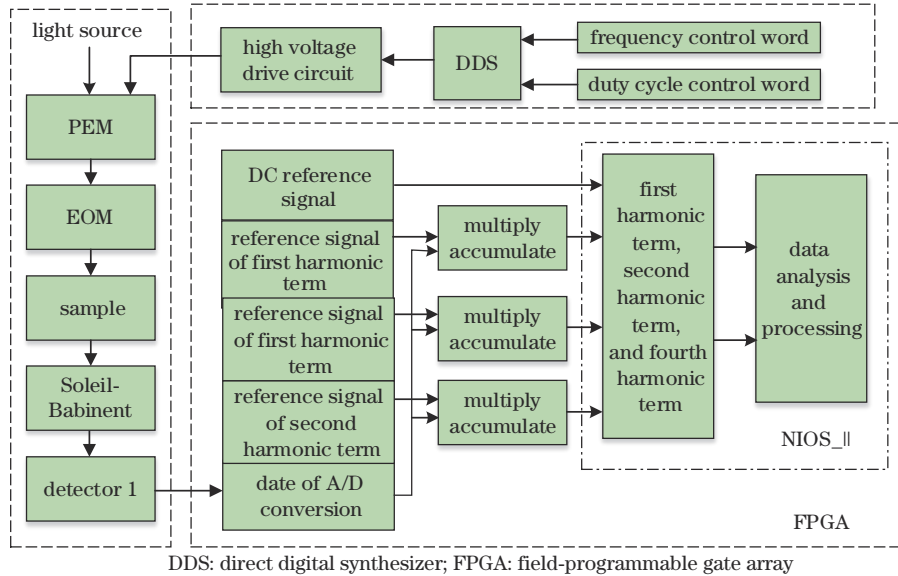 light source
PEM
EOM
sample
Soleil-
Babinent
detector 1
high voltage
drive circuit
DDS
frequency control word
duty cycle control word
DC reference
signal
reference signal
of first harmonic
term
reference signal
of first harmonic
term
reference signal
of second
harmonic term
date of A/D
conversion
multiply
accumulate
multiply
accumulate
multiply
accumulate
first
harmonic
term,
second
harmonic
term,
and fourth
harmonic
term
data
analysis
and
processing
NIOS_||
FPGA
DDS: direct digital synthesizer; FPGA: field-programmable gate array